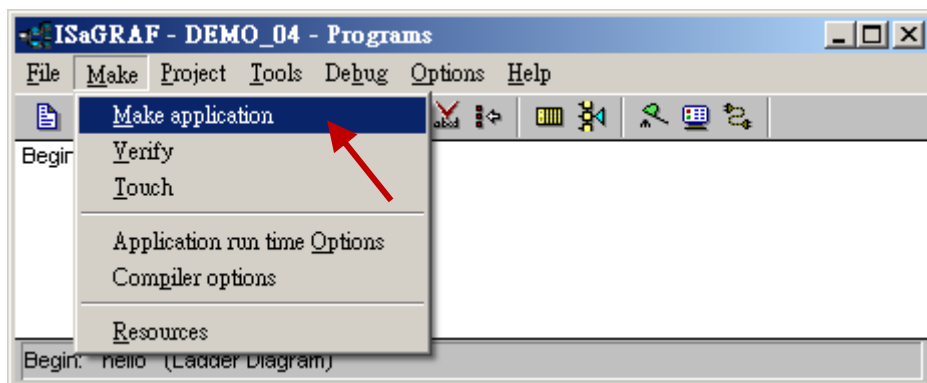 ISaGRAF - DEMO_04 - Programs
File Make Project Tools Debug Options Help
Make application
abcd
Begin
Verify
Touch
Application run time Options
Compiler options
Resources
Begin: hello (Ladder Diagram)